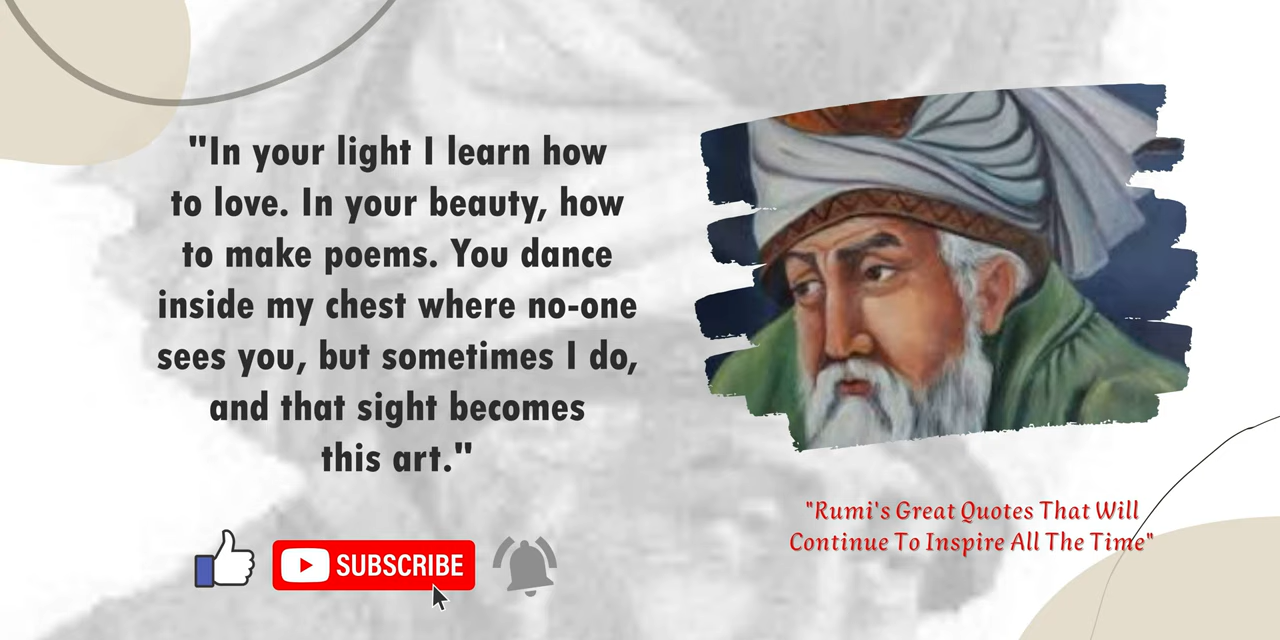 "In your light I learn how
to love. In your beauty, how
to make poems. You dance
inside my chest where no-one
sees you, but sometimes I do,
and that sight becomes
this art."
SUBSCRIBE
"Rumi's Great Quotes That Will
Continue To Inspire All The Time"